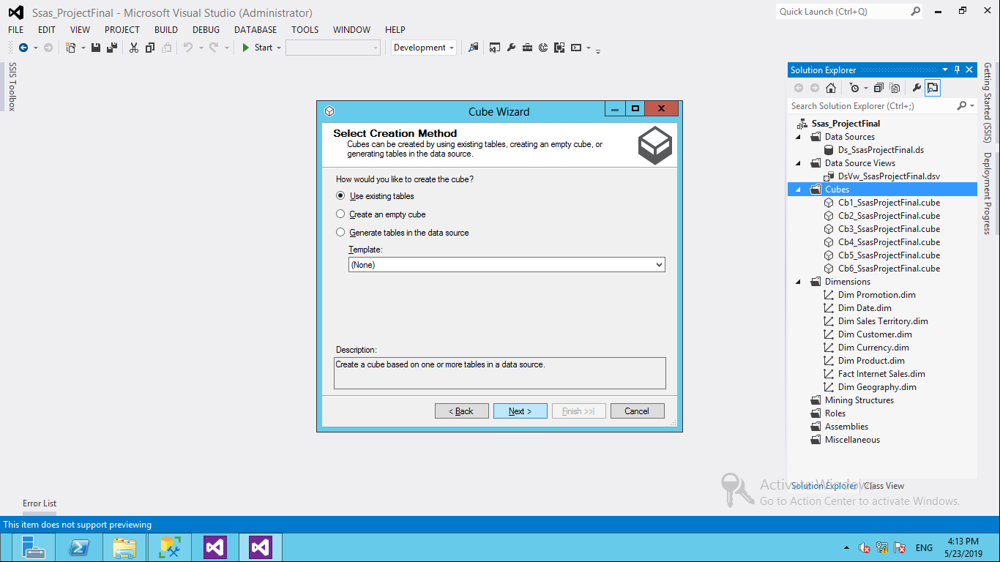 Ssas_ProjectFinal - Microsoft Visual Studio (Administrator)
Quick Launch (Ctrl+Q)
FILE EDIT VIEW PROJECT BUILD DEBUG DATABASE TOOLS WINDOW HELP
Start
Development
SSIS Toolbox
Cube Wizard
Select Creation Method
Cubes can be created by using existing tables, creating an empty cube, or
generating tables in the data source.
How would you like to create the cube?
Use existing tables
Create an empty cube
Generate tables in the data source
Template:
(None)
Description:
Create a cube based on one or more tables in a data source.
< Back
Next >
Finish >>|
Cancel
Solution Explorer
Search Solution Explorer (Ctrl+;)
Ssas_ProjectFinal
Data Sources
Ds_SsasProjectFinal.ds
Data Source Views
DsVw_SsasProjectFinal.dsv
Cubes
Cb1_SsasProjectFinal.cube
Cb2_SsasProjectFinal.cube
Cb3_SsasProjectFinal.cube
Cb4_SsasProjectFinal.cube
Cb5_SsasProjectFinal.cube
Cb6_SsasProjectFinal.cube
Dimensions
Dim Promotion.dim
Dim Date.dim
Dim Sales Territory.dim
Dim Customer.dim
Dim Currency.dim
Dim Product.dim
Fact Internet Sales.dim
Dim Geography.dim
Mining Structures
Roles
Assemblies
Miscellaneous
Solution Explorer
Class View
Getting Started (SSIS)
Deployment Progress
Activate Windows
Go to Action Center to activate Windows.
Error List
This item does not support previewing
ENG
4:13 PM
5/23/2019